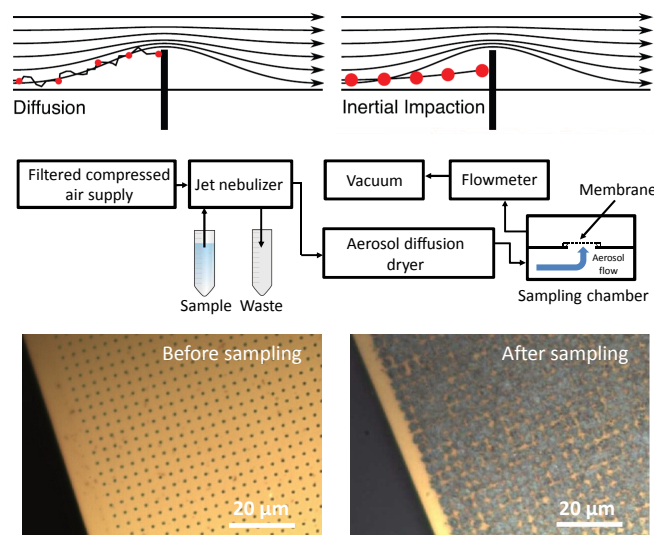 Diffusion
Inertial Impaction
Filtered compressed
air supply
Jet nebulizer
Vacuum
Flowmeter
Membrane
Aerosol diffusion
dryer
Aerosol
flow
Sample
Waste
Sampling chamber
Before sampling
After sampling
20 µm
20 µm